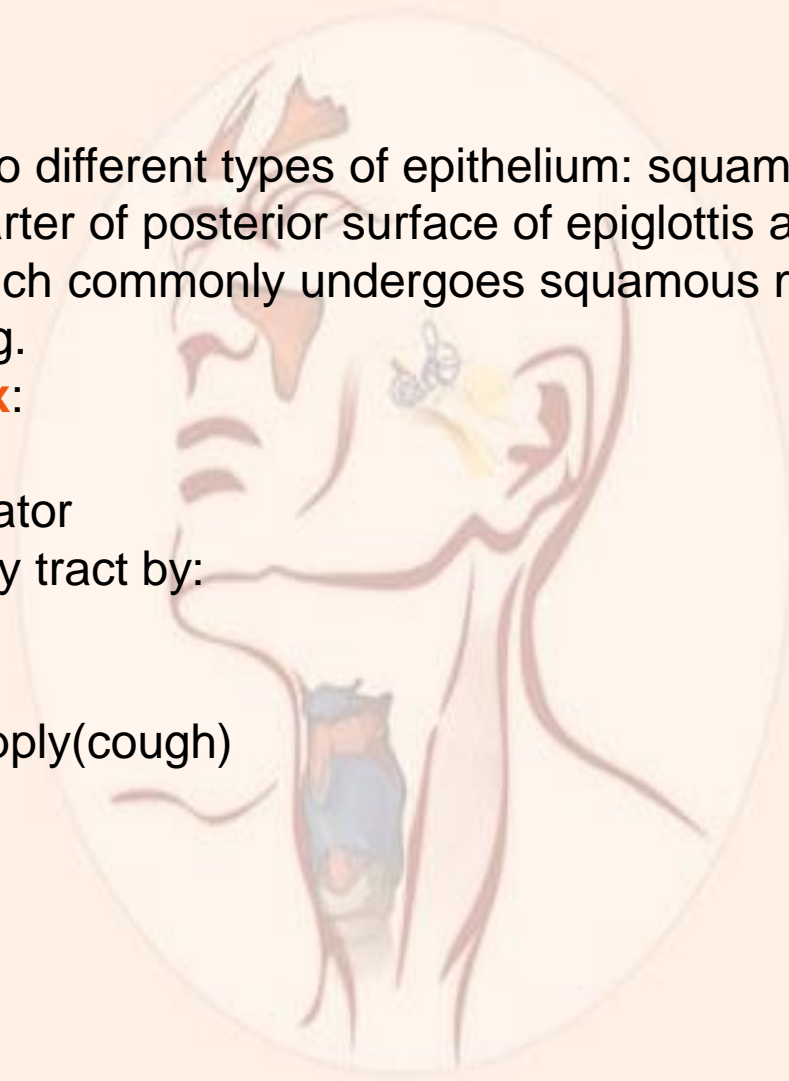 o different types of epithelium: squam
rter of posterior surface of epiglottis a
ch commonly undergoes squamous
g.
x:
ator
y tract by:
pply(cough)